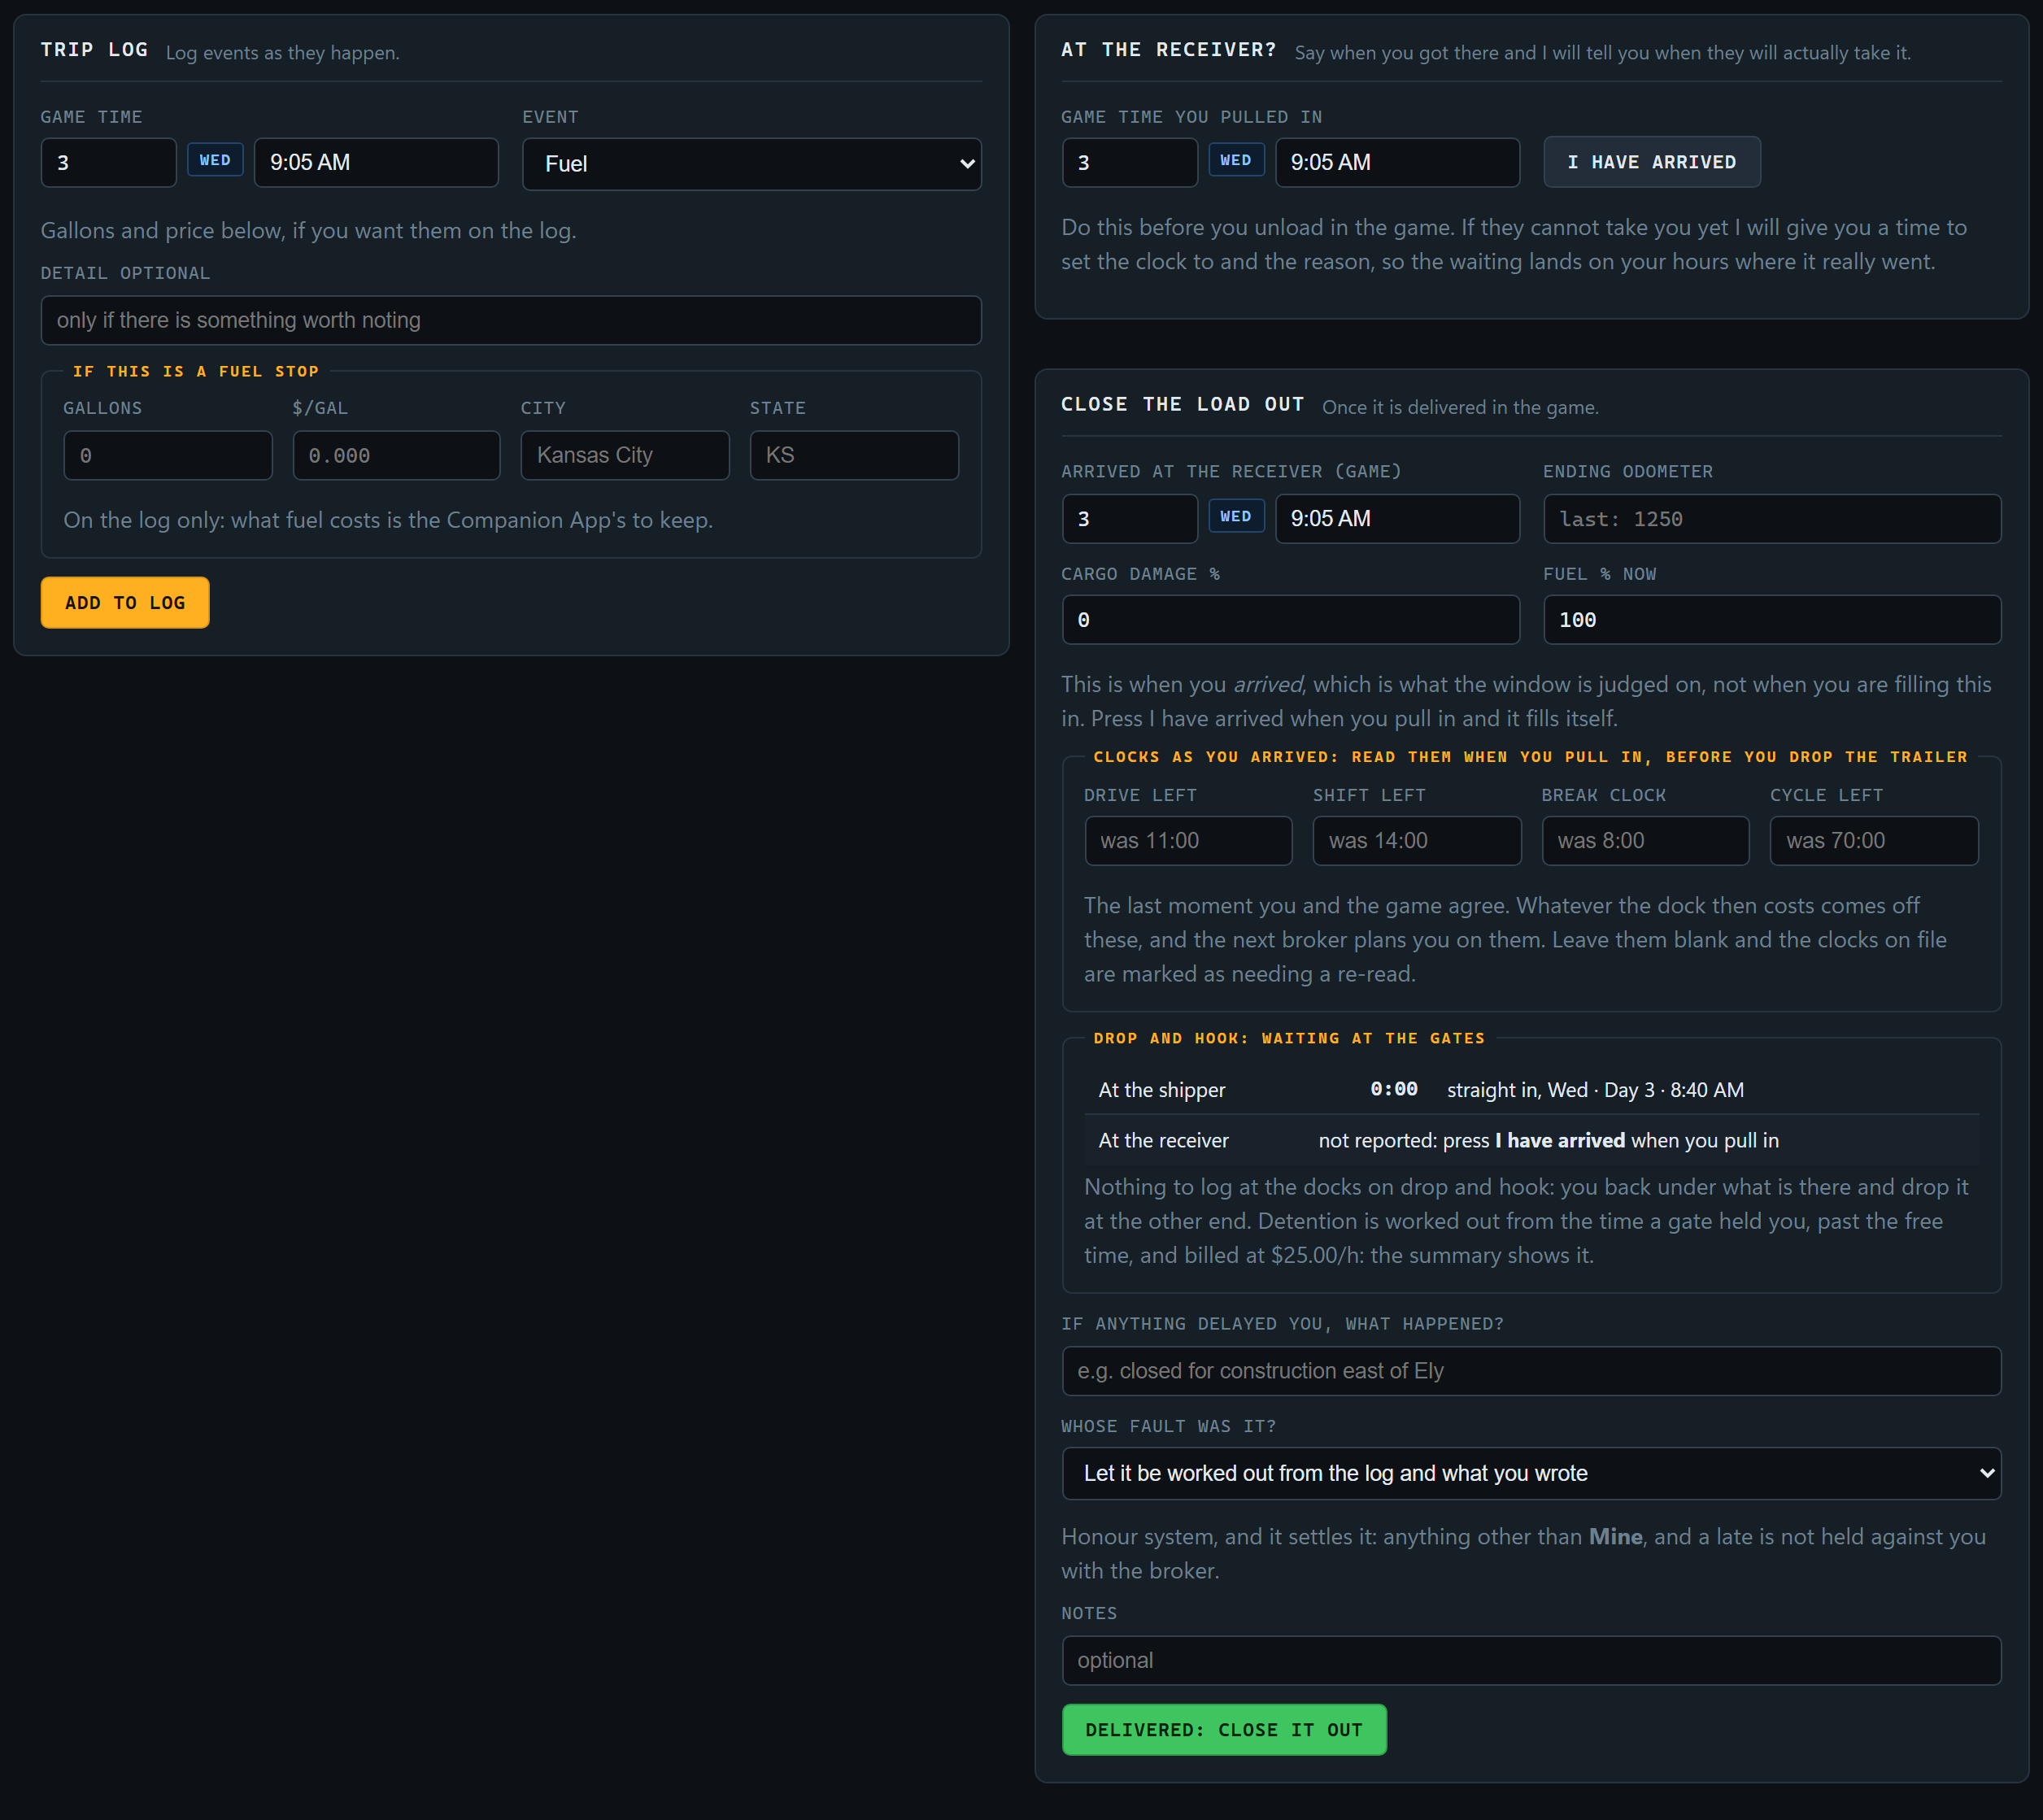 TRIP LOG Log events as they happen.
GAME TIME
3 WED 9:05 AM
EVENT
Fuel
Gallons and price below, if you want them on the log.
DETAIL OPTIONAL
only if there is something worth noting
IF THIS IS A FUEL STOP
GALLONS $/GAL CITY STATE
0 0.000 Kansas City KS
On the log only: what fuel costs is the Companion App's to keep.
ADD TO LOG
AT THE RECEIVER? Say when you got there and I will tell you when they will actually take it.
GAME TIME YOU PULLED IN
3 WED 9:05 AM I HAVE ARRIVED
Do this before you unload in the game. If they cannot take you yet I will give you a time to
set the clock to and the reason, so the waiting lands on your hours where it really went.
CLOSE THE LOAD OUT Once it is delivered in the game.
ARRIVED AT THE RECEIVER (GAME) ENDING ODOMETER
3 WED 9:05 AM last: 1250
CARGO DAMAGE % FUEL % NOW
0 100
This is when you arrived, which is what the window is judged on, not when you are filling this
in. Press I have arrived when you pull in and it fills itself.
CLOCKS AS YOU ARRIVED: READ THEM WHEN YOU PULL IN, BEFORE YOU DROP THE TRAILER
DRIVE LEFT SHIFT LEFT BREAK CLOCK CYCLE LEFT
was 11:00 was 14:00 was 8:00 was 70:00
The last moment you and the game agree. Whatever the dock then costs comes off
these, and the next broker plans you on them. Leave them blank and the clocks on file
are marked as needing a re-read.
DROP AND HOOK: WAITING AT THE GATES
At the shipper 0:00 straight in, Wed · Day 3 · 8:40 AM
At the receiver not reported: press I have arrived when you pull in
Nothing to log at the docks on drop and hook: you back under what is there and drop it
at the other end. Detention is worked out from the time a gate held you, past the free
time, and billed at $25.00/h: the summary shows it.
IF ANYTHING DELAYED YOU, WHAT HAPPENED?
e.g. closed for construction east of Ely
WHOSE FAULT WAS IT?
Let it be worked out from the log and what you wrote
Honour system, and it settles it: anything other than Mine, and a late is not held against you
with the broker.
NOTES
optional
DELIVERED: CLOSE IT OUT